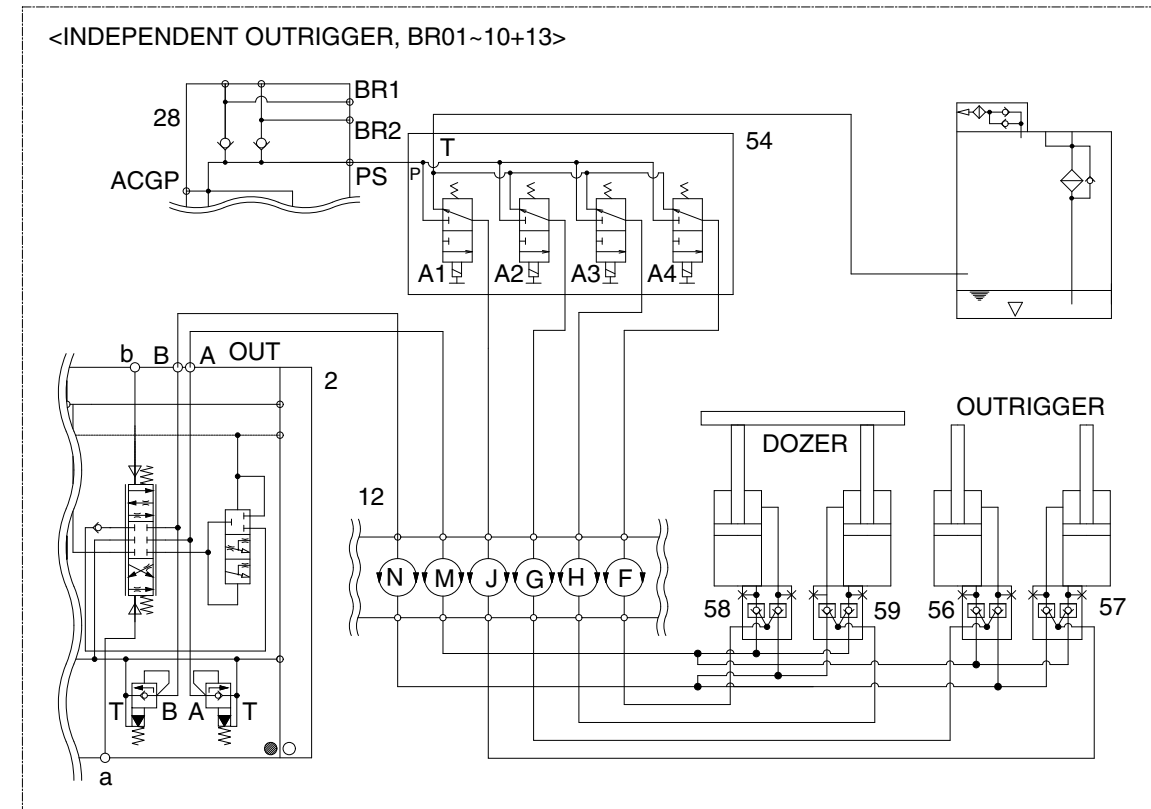 <INDEPENDENT OUTRIGGER, BR01~10+13>
BR1
28
BR2
T
54
ACGP
PS
P
A1 A2 A3 A4
b B A OUT
2
OUTRIGGER
DOZER
12
N M J G H F
58 59 56 57
T B A T
a